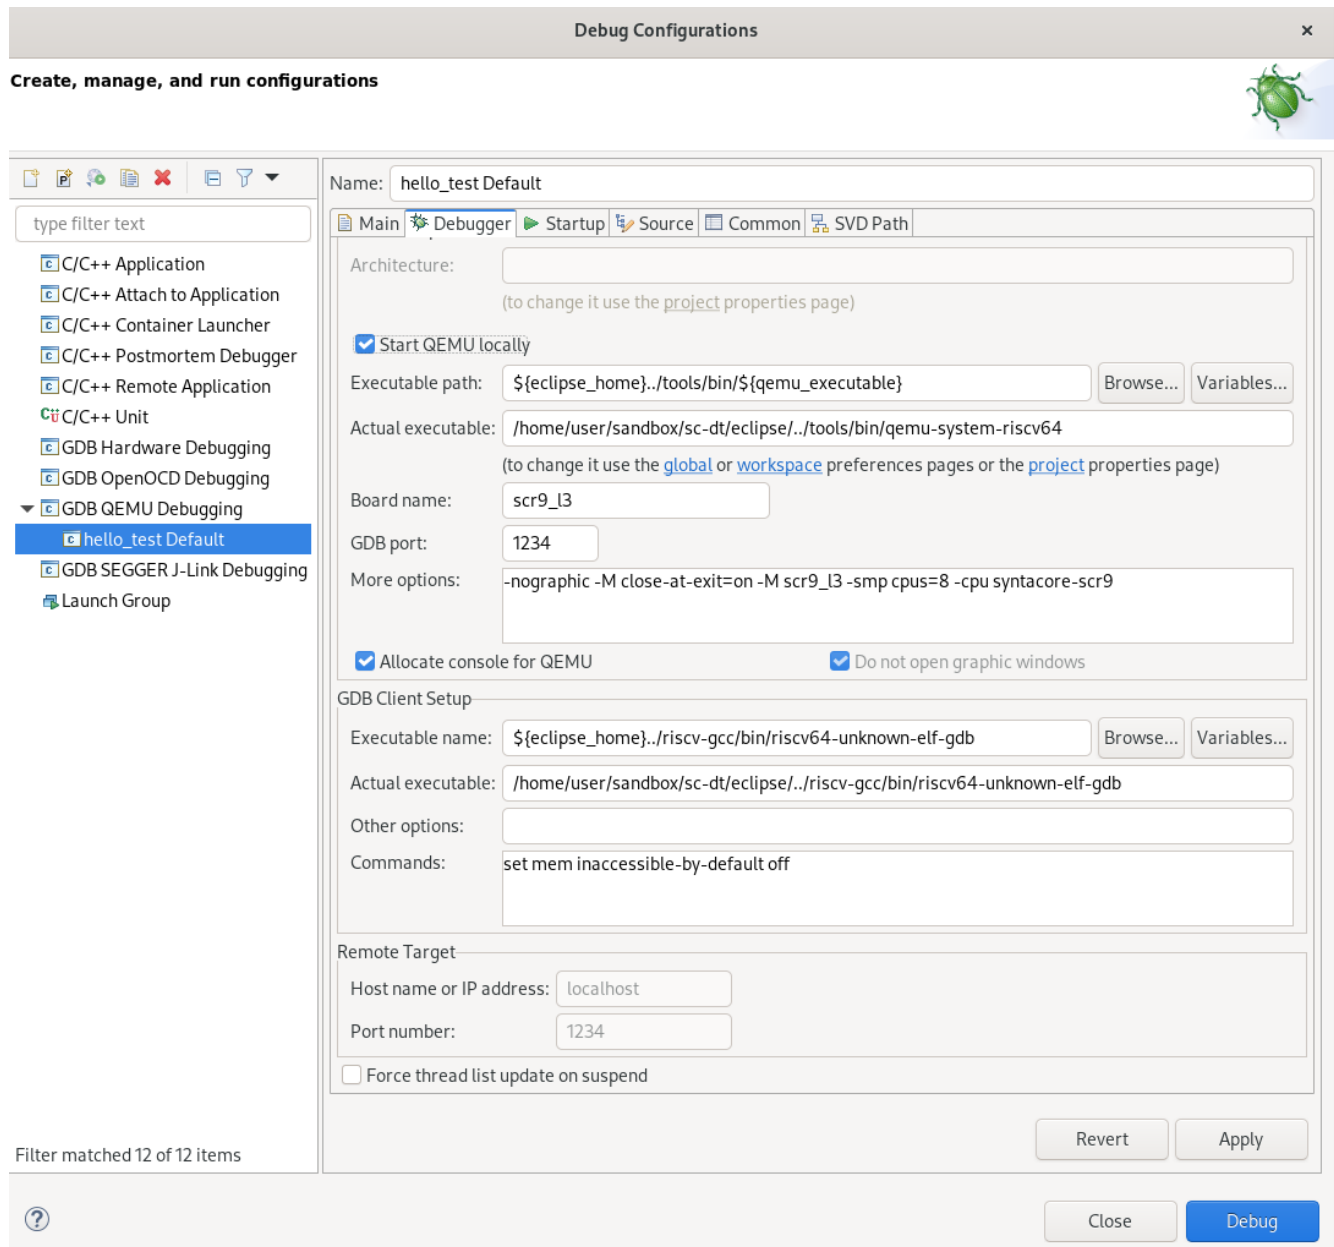 Debug Configurations
Create, manage, and run configurations
type filter text
C/C++ Application
C/C++ Attach to Application
C/C++ Container Launcher
C/C++ Postmortem Debugger
C/C++ Remote Application
C/C++ Unit
GDB Hardware Debugging
GDB OpenOCD Debugging
GDB QEMU Debugging
hello_test Default
GDB SEGGER J-Link Debugging
Launch Group
Filter matched 12 of 12 items
Name: hello_test Default
Main Debugger Startup Source Common SVD Path
Architecture:
(to change it use the project properties page)
Start QEMU locally
Executable path: ${eclipse_home}../tools/bin/${qemu_executable} Browse... Variables...
Actual executable: /home/user/sandbox/sc-dt/eclipse/../tools/bin/qemu-system-riscv64
(to change it use the global or workspace preferences pages or the project properties page)
Board name: scr9_l3
GDB port: 1234
More options: -nographic -M close-at-exit=on -M scr9_l3 -smp cpus=8 -cpu syntacore-scr9
Allocate console for QEMU Do not open graphic windows
GDB Client Setup
Executable name: ${eclipse_home}../riscv-gcc/bin/riscv64-unknown-elf-gdb Browse... Variables...
Actual executable: /home/user/sandbox/sc-dt/eclipse/../riscv-gcc/bin/riscv64-unknown-elf-gdb
Other options:
Commands: set mem inaccessible-by-default off
Remote Target
Host name or IP address: localhost
Port number: 1234
Force thread list update on suspend
Revert Apply
Close Debug